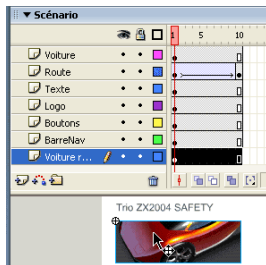 Scénario
1 5 10
Voiture
Route
Texte
Logo
Boutons
BarreNav
Voiture r...
Trio ZX2004 SAFETY